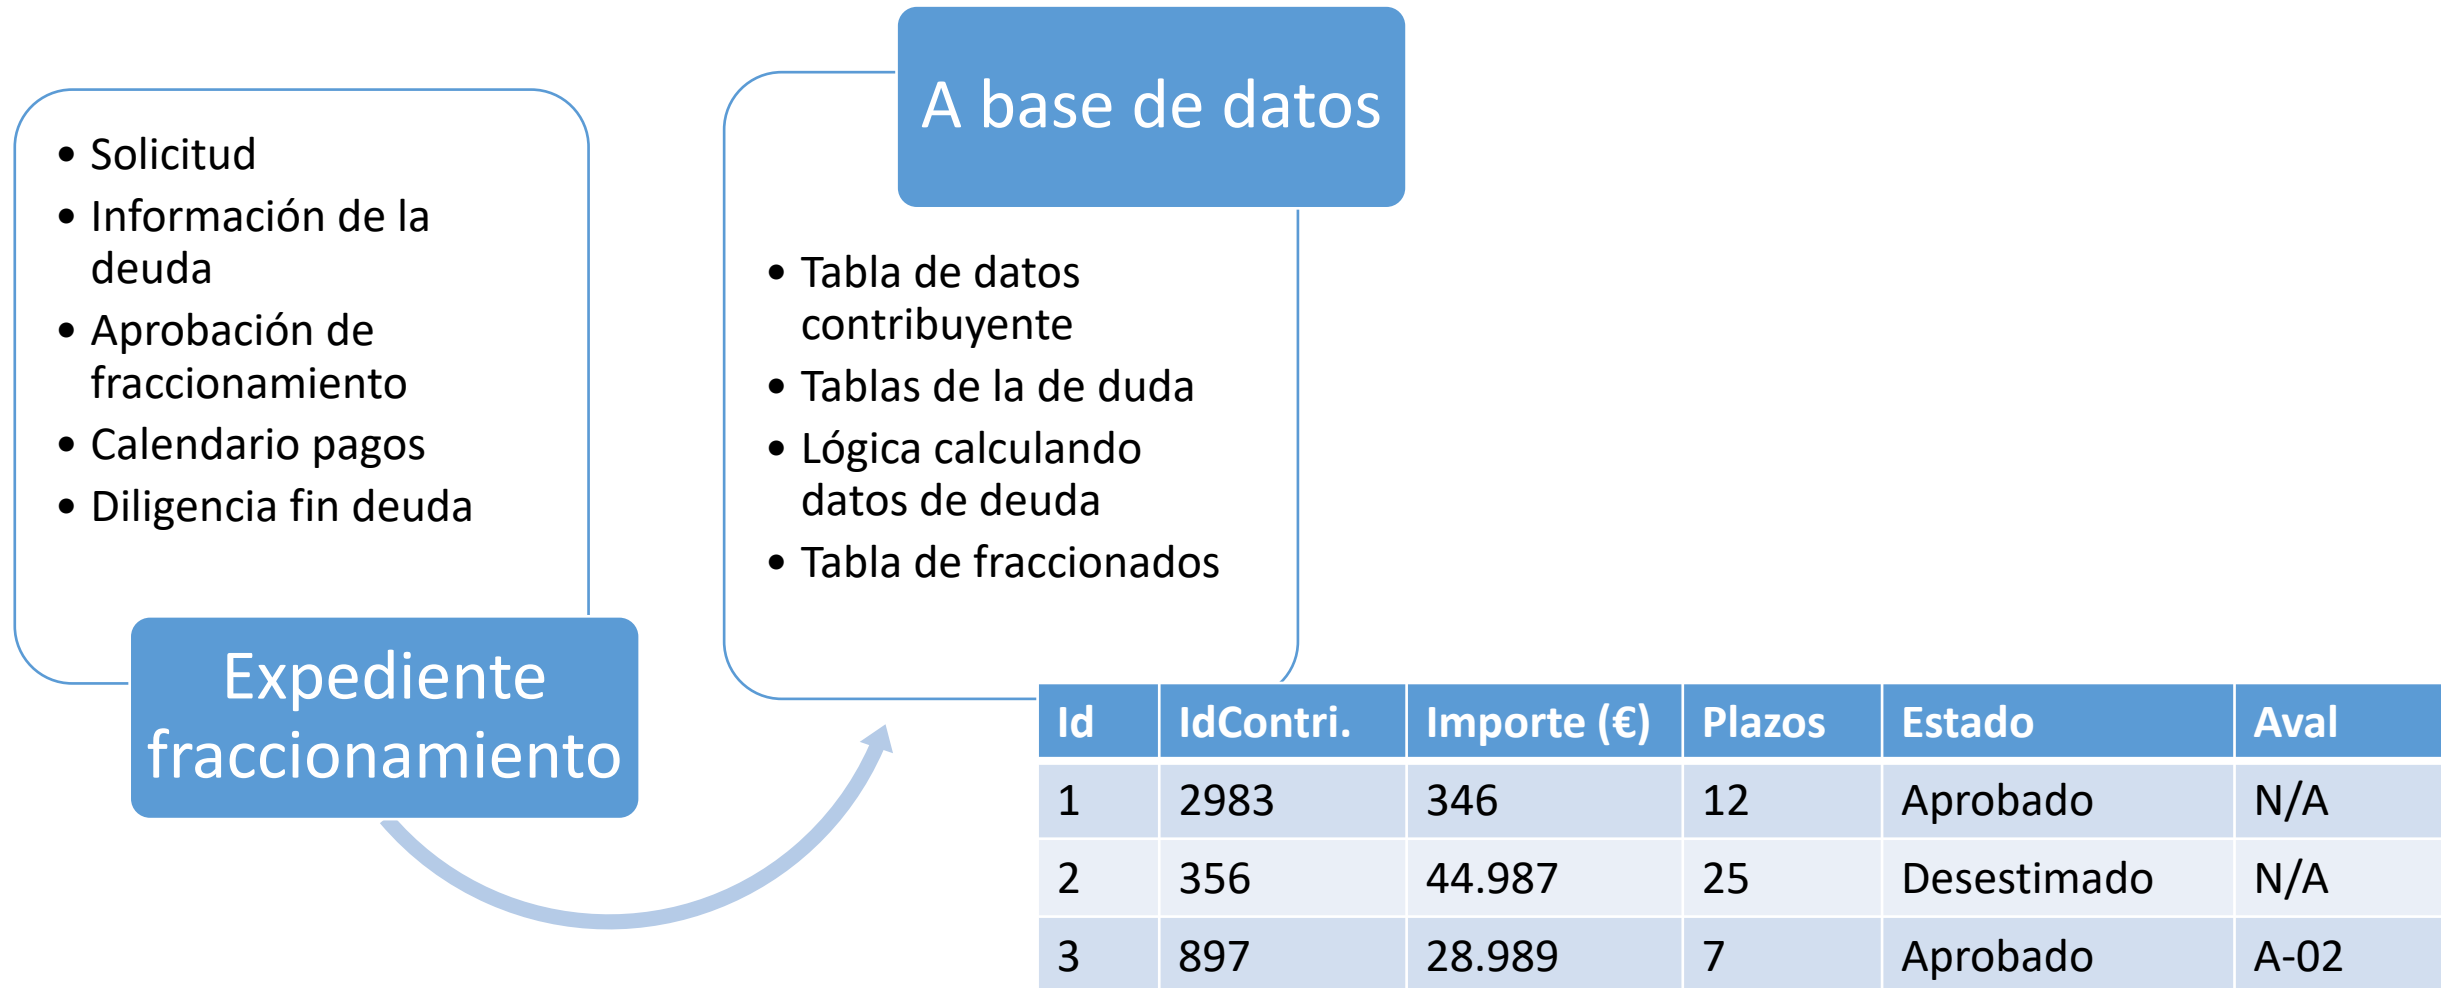 • Solicitud
• Información de la
deuda
• Aprobación de
fraccionamiento
• Calendario pagos
• Diligencia fin deuda
Expediente
fraccionamiento
A base de datos
• Tabla de datos
contribuyente
• Tablas de la de duda
• Lógica calculando
datos de deuda
• Tabla de fraccionados
Id IdContri. Importe (€) Plazos Estado Aval
1 2983 346 12 Aprobado N/A
2 356 44.987 25 Desestimado N/A
3 897 28.989 7 Aprobado A-02